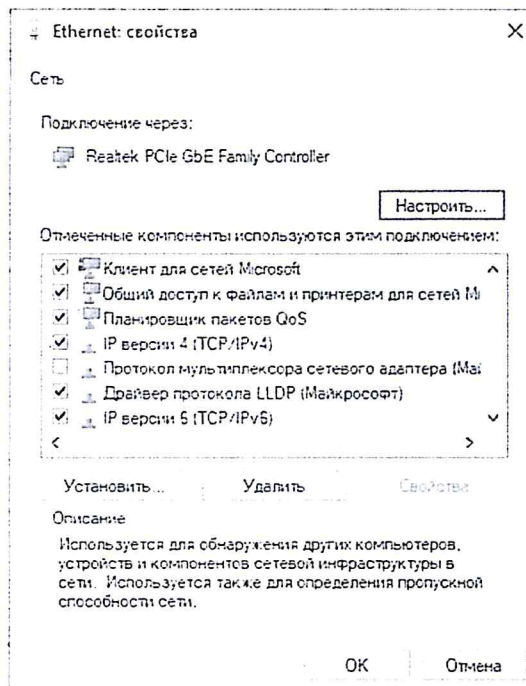 Ethernet: свойства
Сеть
Подключение через:
Realtek PCIe GbE Family Controller
Настроить...
Отмеченные компоненты используются этим подключением:
Клиент для сетей Microsoft
Общий доступ к файлам и принтерам для сетей Mi
Планировщик пакетов QoS
IP версии 4 (TCP/IPv4)
Протокол мультиплексора сетевого адаптера (Май
Драйвер протокола LLDP (Майкрософт)
IP версии 6 (TCP/IPv6)
Установить... Удалить Свойства
Описание
Используется для обнаружения других компьютеров,
устройств и компонентов сетевой инфраструктуры в
сети. Используется также для определения пропускной
способности сети.
OK Отмена